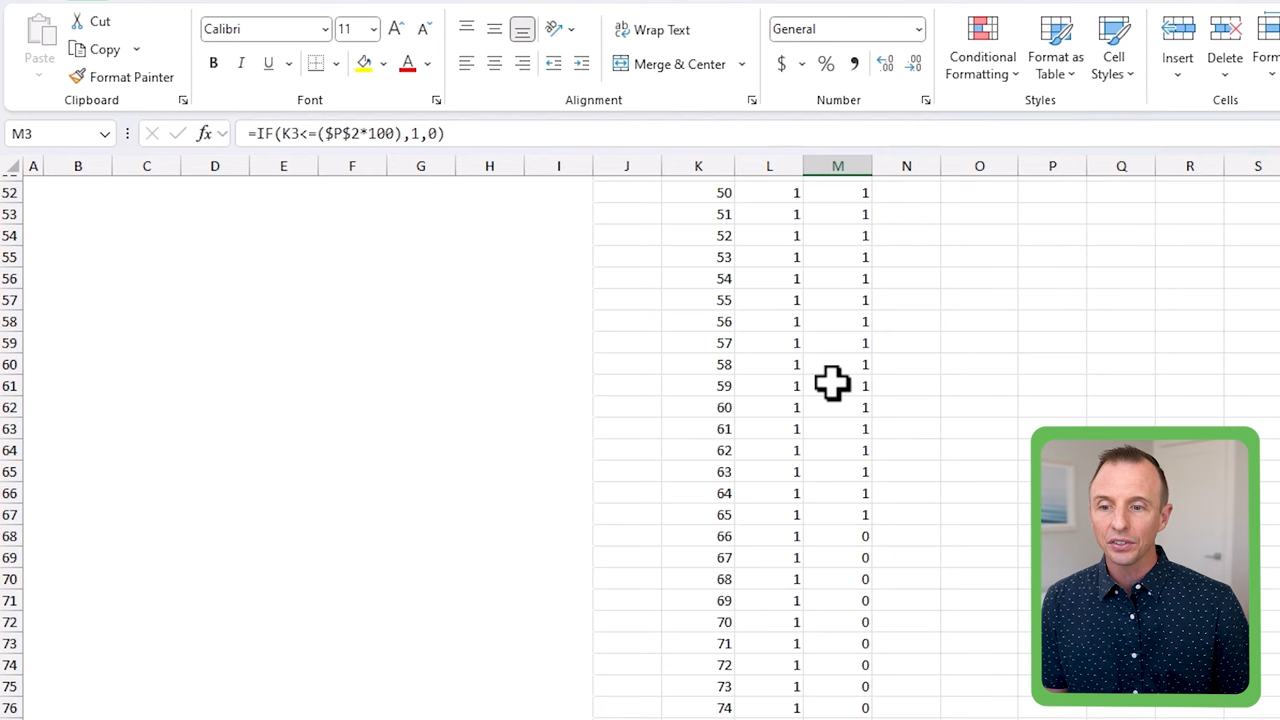 Cut
Copy
Paste
Format Painter
Clipboard
Calibri 11 A A
B I U A
Font
ab Wrap Text
Merge & Center
Alignment
General
$ % ,
Number
Conditional Formatting
Format as Table
Cell Styles
Styles
Insert
Delete
Form
Cells
M3 fx =IF(K3<=($P$2*100),1,0)
A B C D E F G H I J K L M N O P Q R S
52 50 1 1
53 51 1 1
54 52 1 1
55 53 1 1
56 54 1 1
57 55 1 1
58 56 1 1
59 57 1 1
60 58 1 1
61 59 1 1
62 60 1 1
63 61 1 1
64 62 1 1
65 63 1 1
66 64 1 1
67 65 1 1
68 66 1 0
69 67 1 0
70 68 1 0
71 69 1 0
72 70 1 0
73 71 1 0
74 72 1 0
75 73 1 0
76 74 1 0